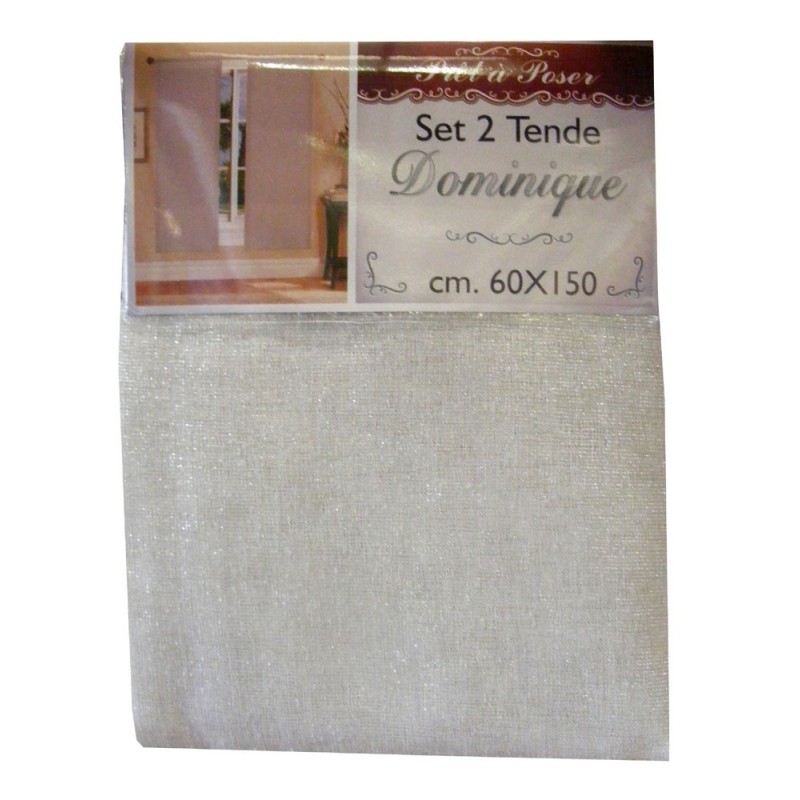 Prêt à Poser
Set 2 Tende
Dominique
cm. 60X150